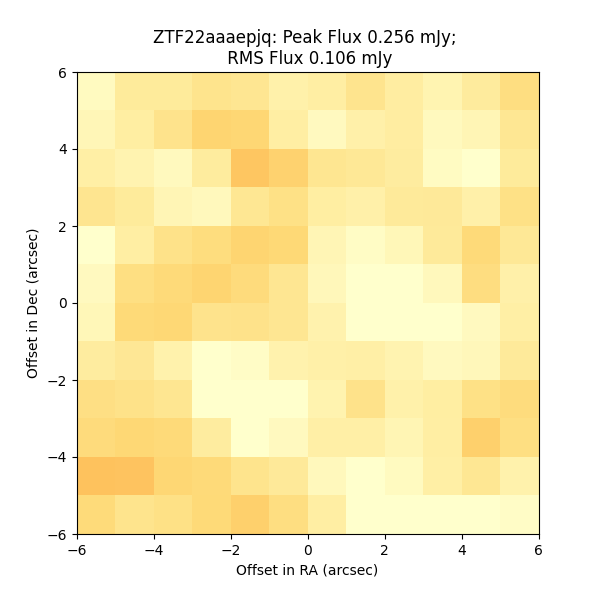 ZTF22aaaepjq: Peak Flux 0.256 mJy;
RMS Flux 0.106 mJy
6
4
2
0
−2
−4
−6
Offset in Dec (arcsec)
−6 −4 −2 0 2 4 6
Offset in RA (arcsec)